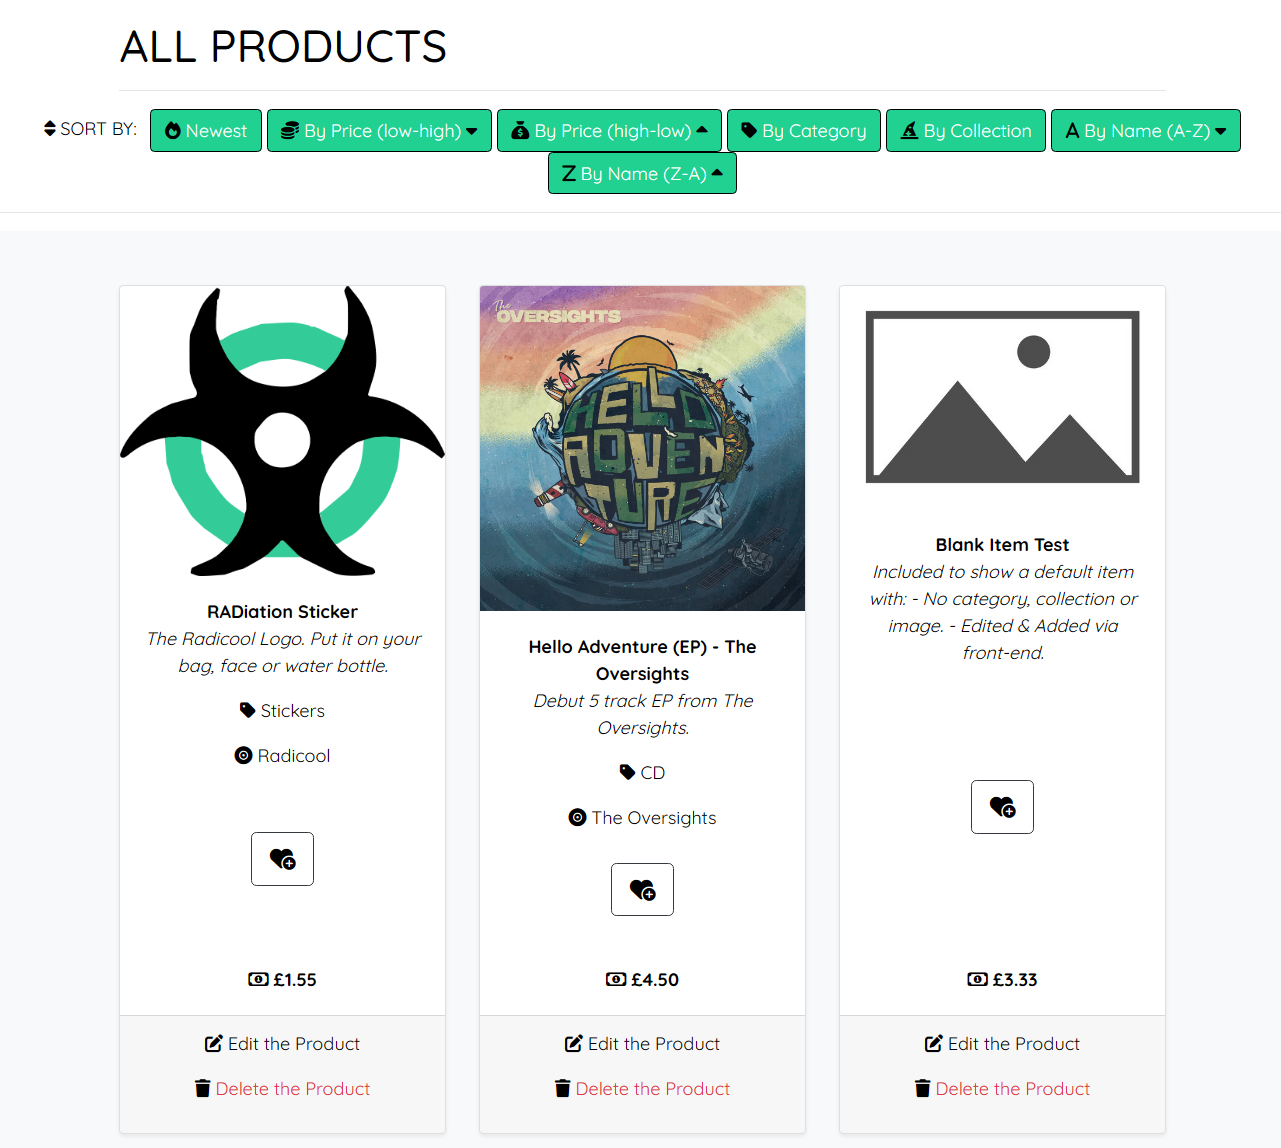 ALL PRODUCTS
SORT BY: Newest By Price (low-high) By Price (high-low) By Category By Collection A By Name (A-Z)
Z By Name (Z-A)
The
OVERSIGHTS
HELLO
ADVEN
TURE
RADiation Sticker
The Radicool Logo. Put it on your
bag, face or water bottle.
Stickers
Radicool
£1.55
Edit the Product
Delete the Product
Hello Adventure (EP) - The
Oversights
Debut 5 track EP from The
Oversights.
CD
The Oversights
£4.50
Edit the Product
Delete the Product
Blank Item Test
Included to show a default item
with: - No category, collection or
image. - Edited & Added via
front-end.
£3.33
Edit the Product
Delete the Product